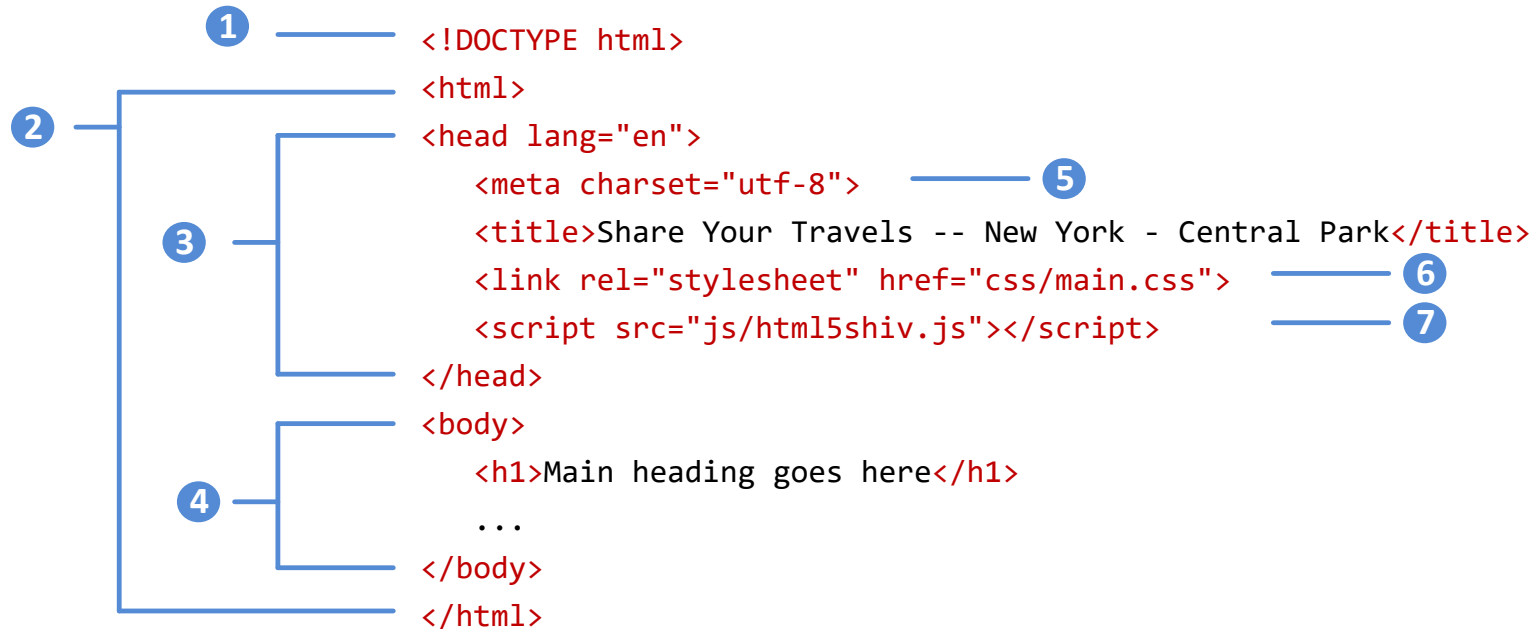 1 <!DOCTYPE html>
<html>
2
<head lang="en">
<meta charset="utf-8"> 5
3 <title>Share Your Travels -- New York - Central Park</title>
<link rel="stylesheet" href="css/main.css"> 6
<script src="js/html5shiv.js"></script> 7
</head>
<body>
<h1>Main heading goes here</h1>
4
...
</body>
</html>